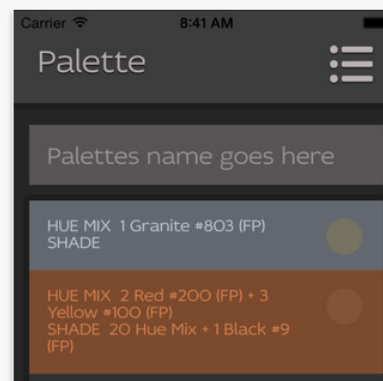 Carrier 8:41 AM
Palette
Palettes name goes here
HUE MIX 1 Granite #803 (FP)
SHADE
HUE MIX 2 Red #200 (FP) + 3
Yellow #100 (FP)
SHADE 20 Hue Mix + 1 Black #9
(FP)